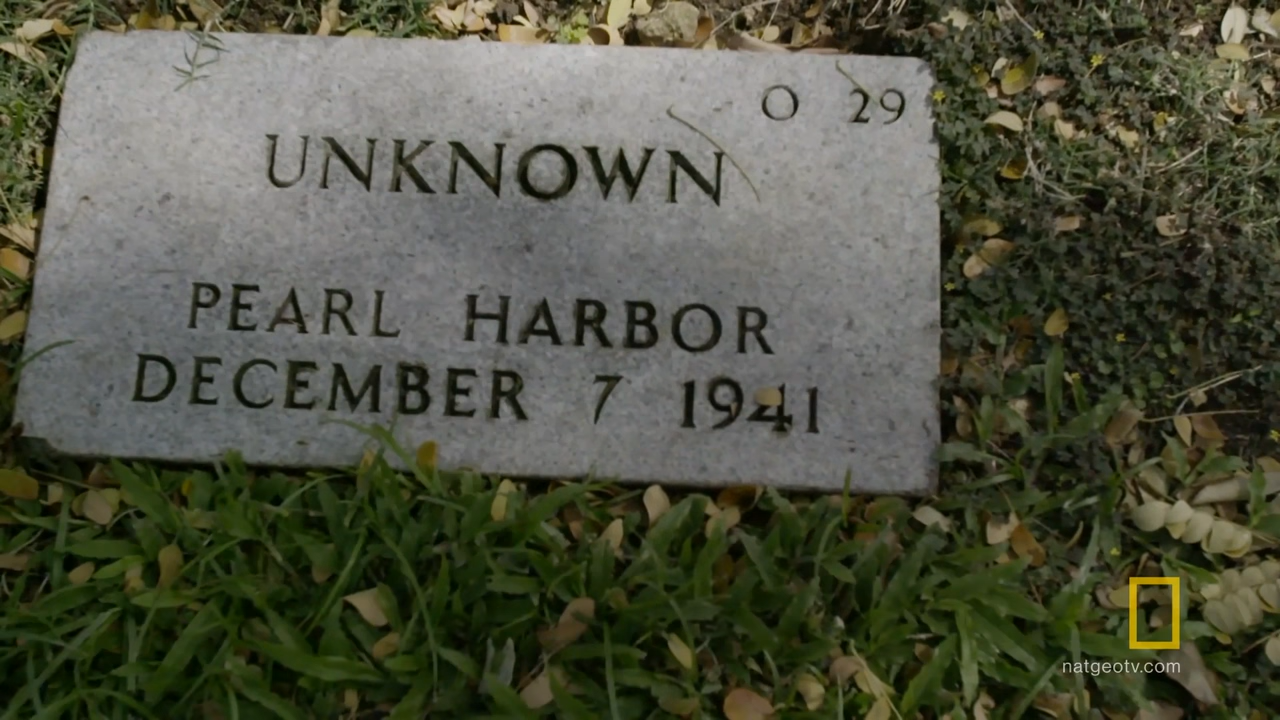 O 29
UNKNOWN
PEARL HARBOR
DECEMBER 7 1941
natgeotv.com